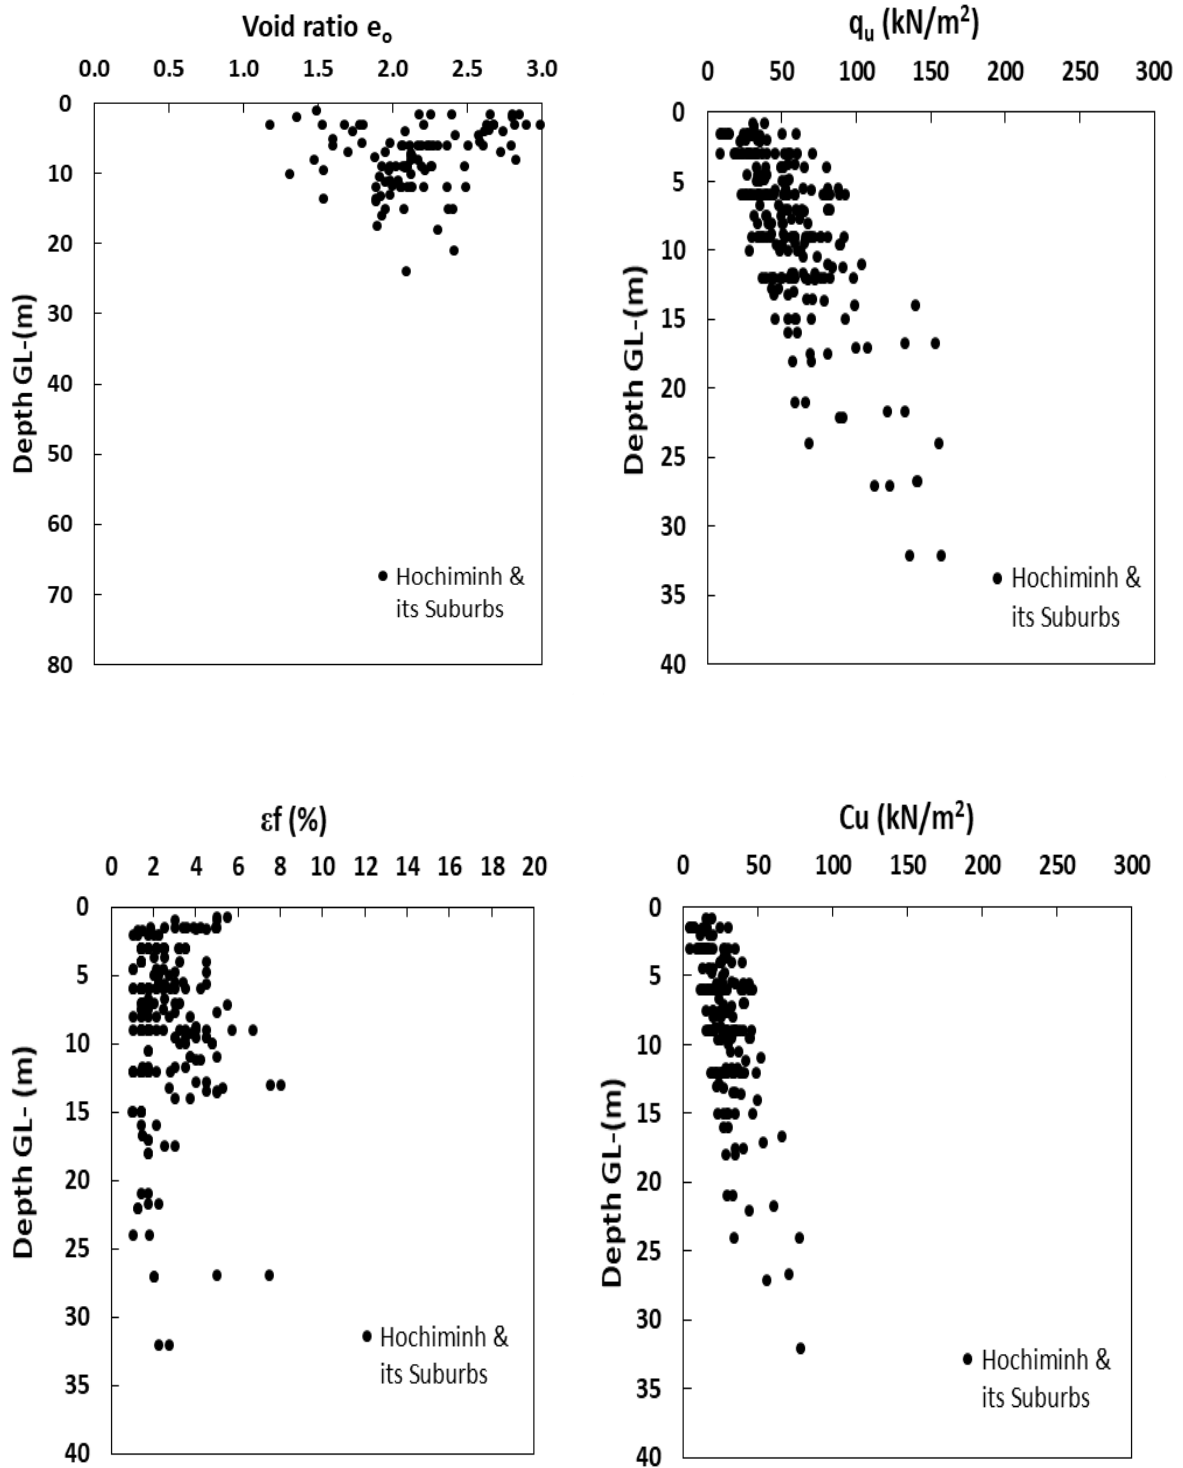 Void ratio eo
0.0 0.5 1.0 1.5 2.0 2.5 3.0
0
10
20
30
40
50
60
70
80
Depth GL-(m)
Hochiminh &
its Suburbs
qu (kN/m2)
0 50 100 150 200 250 300
0
5
10
15
20
25
30
35
40
Depth GL-(m)
Hochiminh &
its Suburbs
εf (%)
0 2 4 6 8 10 12 14 16 18 20
0
5
10
15
20
25
30
35
40
Depth GL- (m)
Hochiminh &
its Suburbs
Cu (kN/m2)
0 50 100 150 200 250 300
0
5
10
15
20
25
30
35
40
Depth GL-(m)
Hochiminh &
its Suburbs